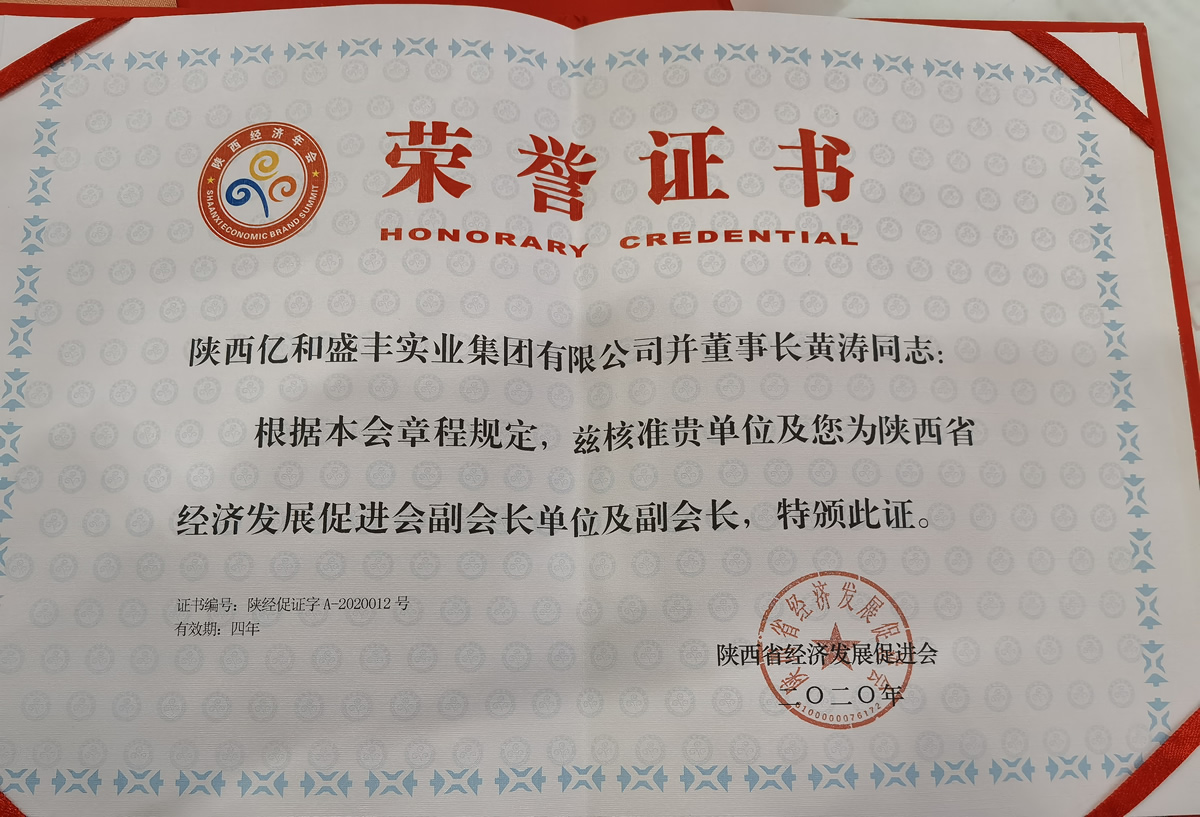 陕西经济年会
SHAANXI ECONOMIC BRAND SUMMIT
荣誉证书
HONORARY CREDENTIAL
陕西亿和盛丰实业集团有限公司并董事长黄涛同志：
根据本会章程规定，兹核准贵单位及您为陕西省
经济发展促进会副会长单位及副会长，特颁此证。
证书编号：陕经促证字 A-2020012 号
有效期：四年
陕西省经济发展促进会
陕西省经济发展促进会
二〇二〇年
6100000076172